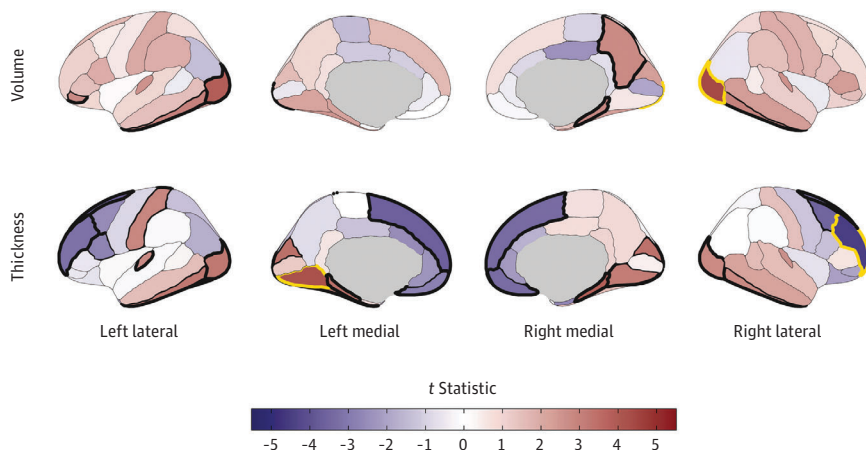 Volume
Thickness
Left lateral
Left medial
Right medial
Right lateral
t Statistic
-5 -4 -3 -2 -1 0 1 2 3 4 5